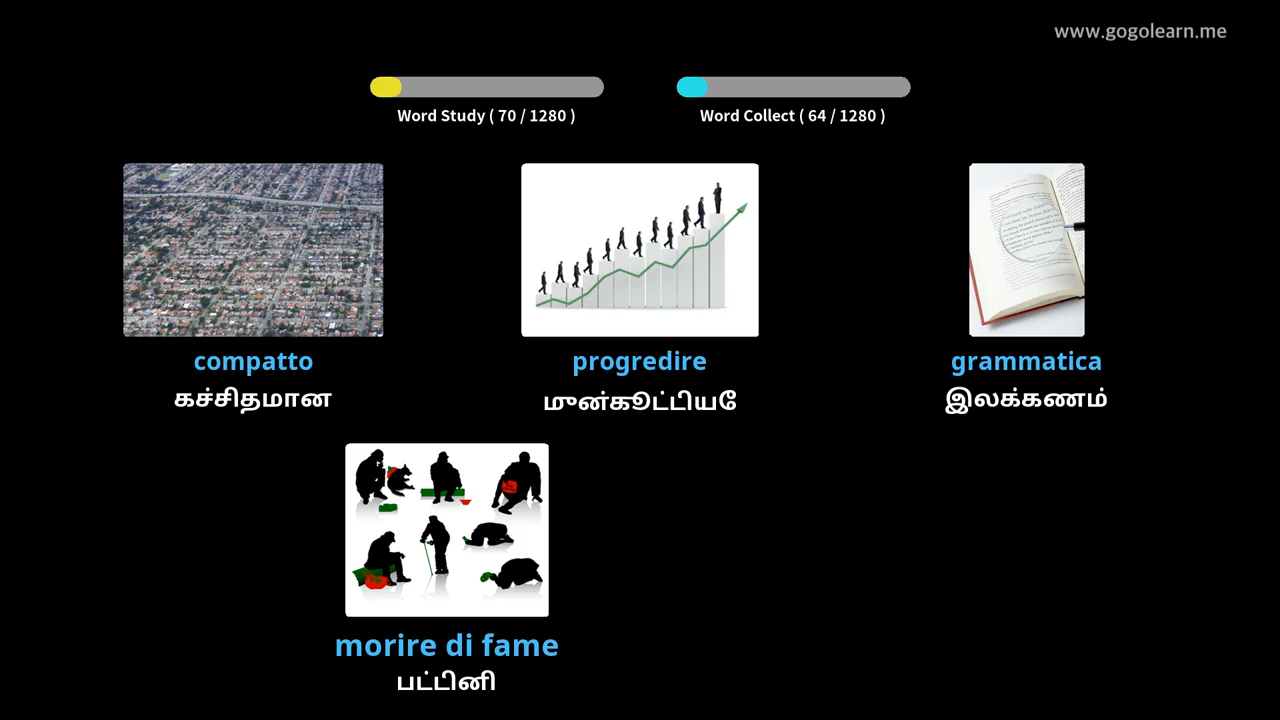 www.gogolearn.me
Word Study ( 70 / 1280 )
Word Collect ( 64 / 1280 )
compatto
கச்சிதமான
progredire
முன்கூட்டியே
grammatica
இலக்கணம்
morire di fame
பட்டினி